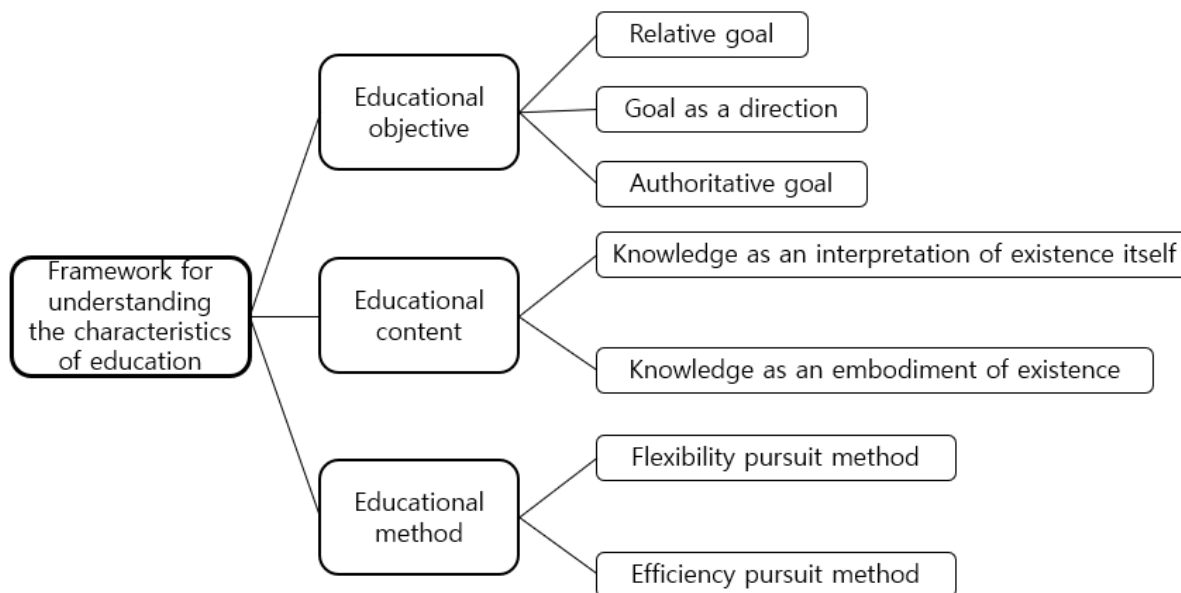 Relative goal
Educational
objective
Goal as a direction
Authoritative goal
Framework for
understanding
the characteristics
of education
Knowledge as an interpretation of existence itself
Educational
content
Knowledge as an embodiment of existence
Flexibility pursuit method
Educational
method
Efficiency pursuit method